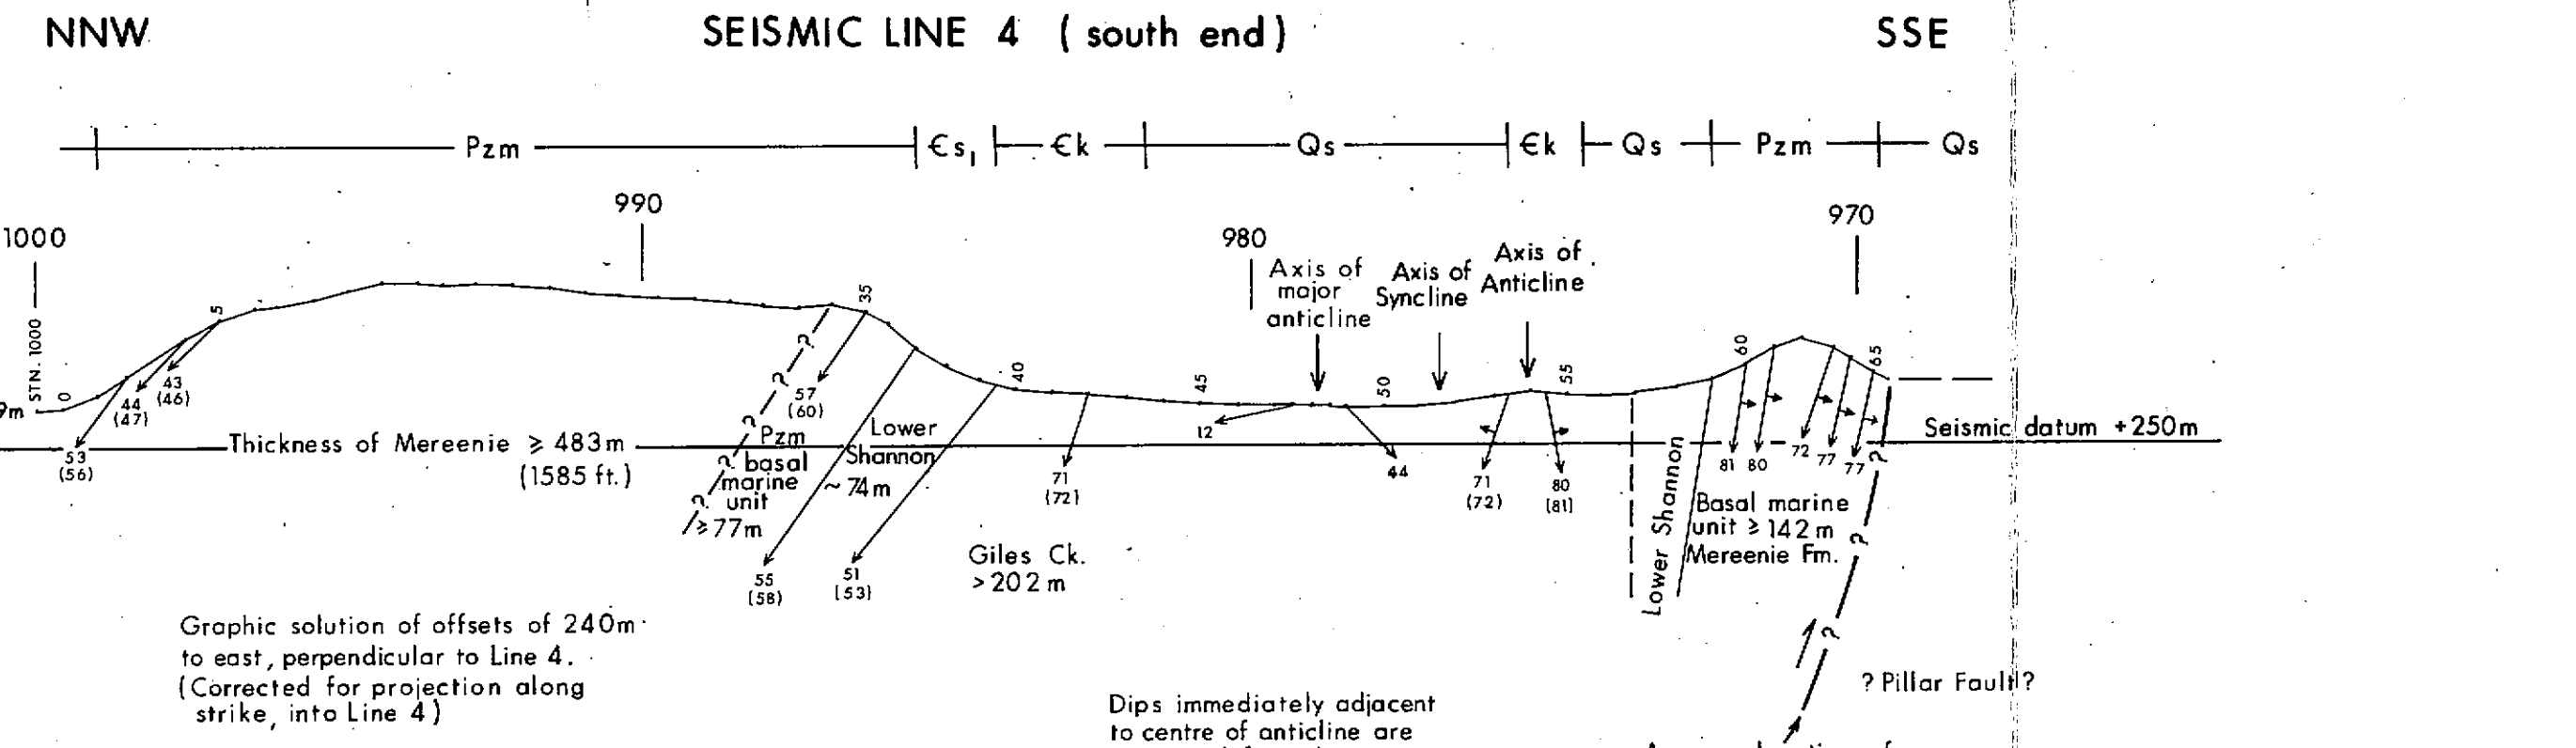 NNW SEISMIC LINE 4 ( south end ) SSE
Pzm Єs₁ Єk Qs Єk Qs Pzm Qs
1000 990 980 970
Axis of
major
anticline
Axis of
Syncline
Axis of
Anticline
STN. 1000
0 5 35 40 45 50 55 60 65
9m
43
(46)
44
(47)
53
(56)
Thickness of Mereenie ⩾ 483m
(1585 ft.)
57
(60)
? ? ? ? ?
Pzm
basal
marine
unit
⩾77m
Lower
Shannon
~ 74m
55
(58)
51
(53)
71
(72)
Giles Ck.
> 202 m
12
44
71
(72)
80
(81)
Lower Shannon
81 80 72 77 77
Basal marine
unit ⩾ 142 m
Mereenie Fm.
Seismic datum +250m
? ? ?
? Pillar Fault?
Graphic solution of offsets of 240m
to east, perpendicular to Line 4.
(Corrected for projection along
strike, into Line 4)
Dips immediately adjacent
to centre of anticline are